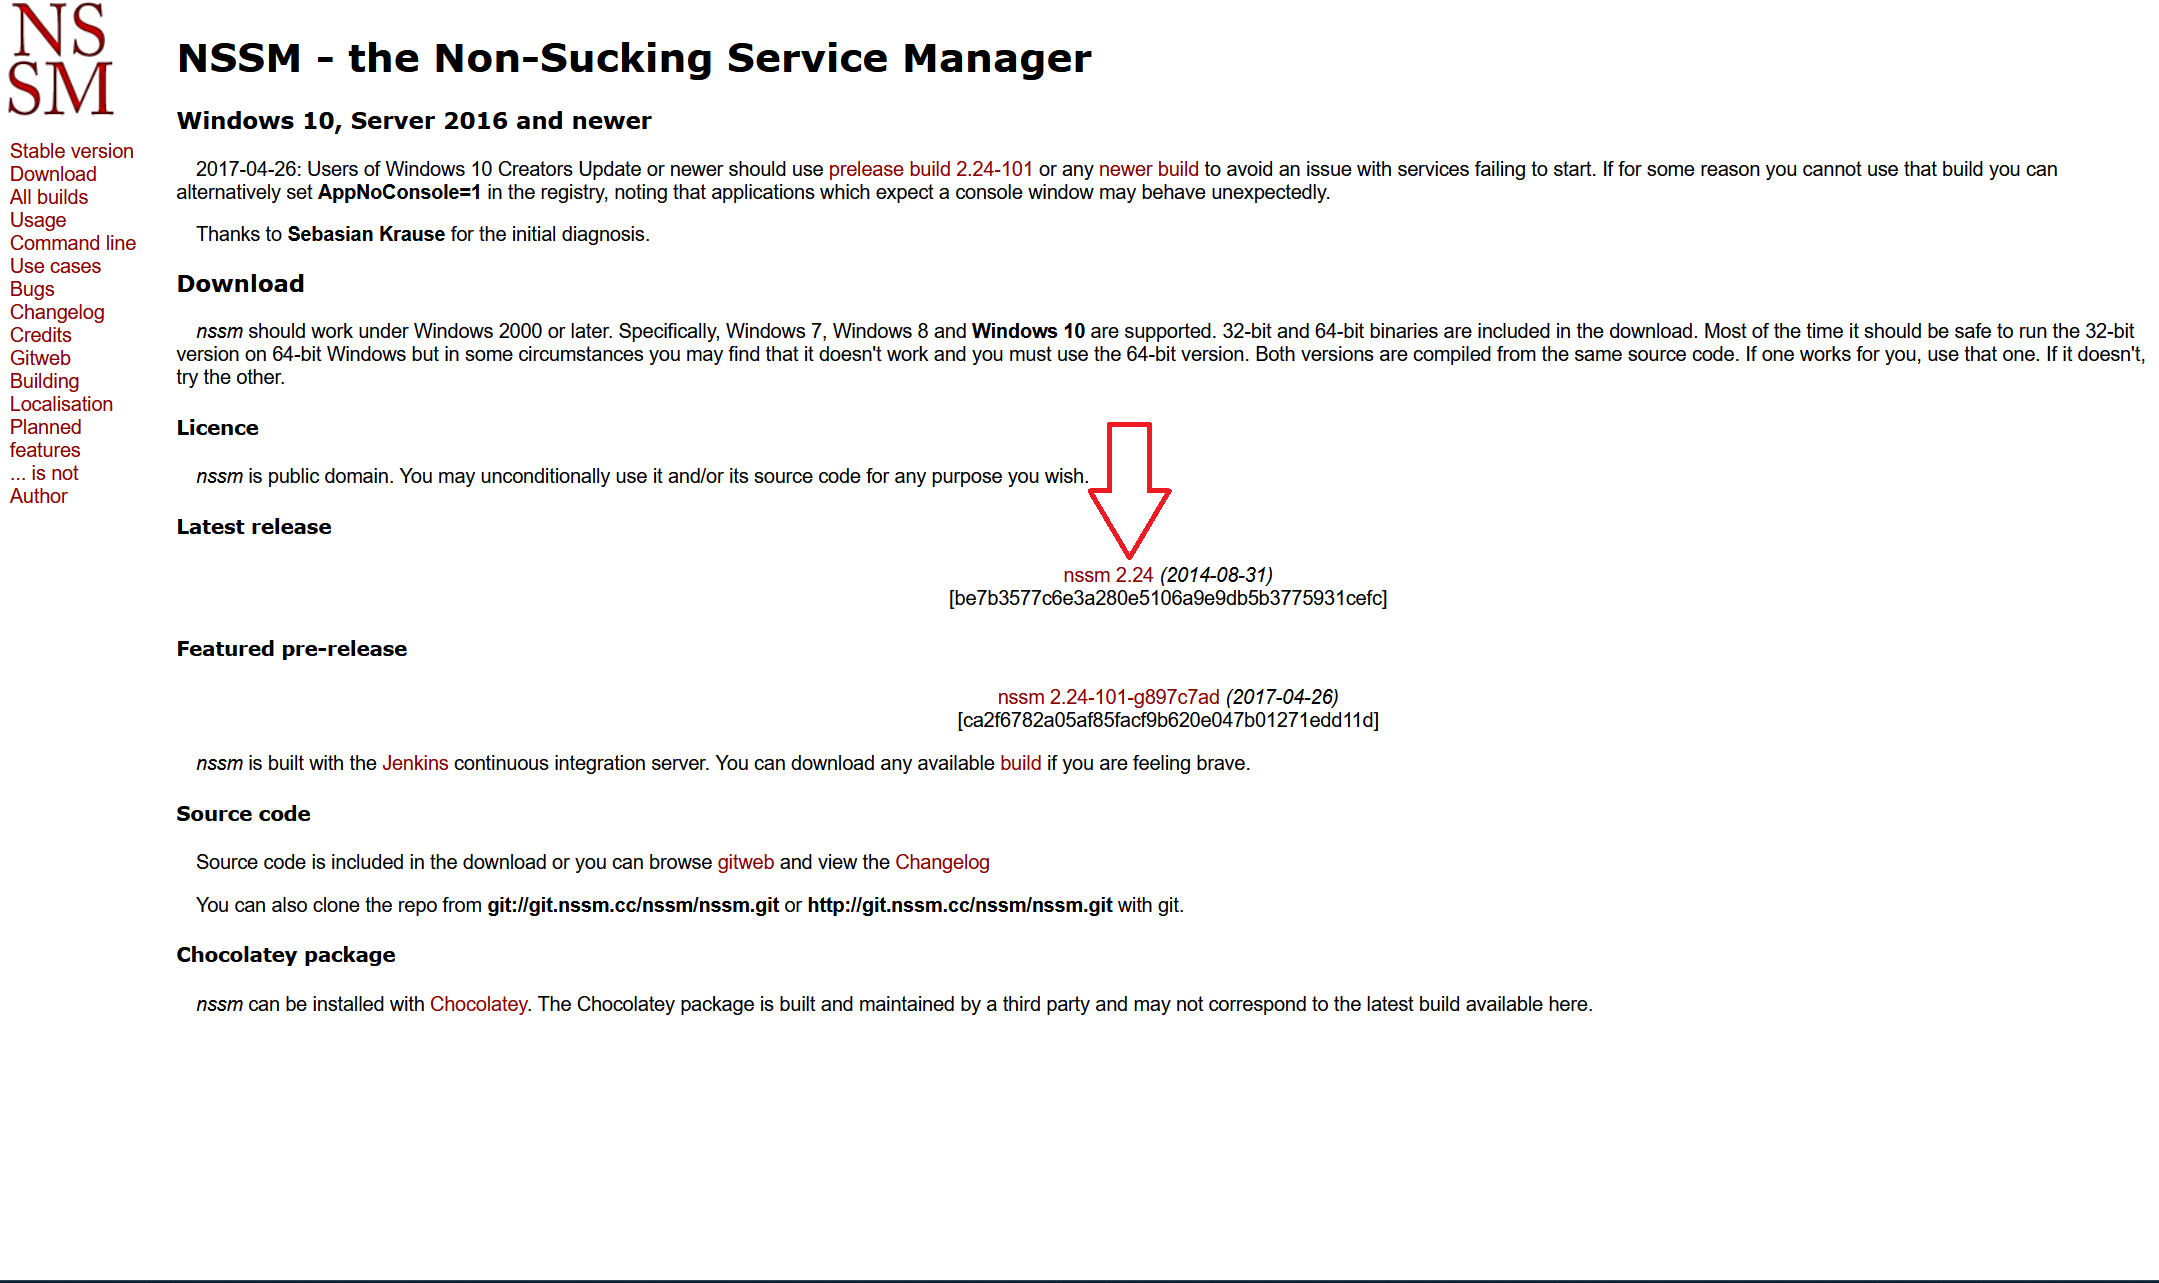 NS
SM
Stable version
Download
All builds
Usage
Command line
Use cases
Bugs
Changelog
Credits
Gitweb
Building
Localisation
Planned
features
... is not
Author
NSSM - the Non-Sucking Service Manager
Windows 10, Server 2016 and newer
2017-04-26: Users of Windows 10 Creators Update or newer should use prelease build 2.24-101 or any newer build to avoid an issue with services failing to start. If for some reason you cannot use that build you can
alternatively set AppNoConsole=1 in the registry, noting that applications which expect a console window may behave unexpectedly.
Thanks to Sebasian Krause for the initial diagnosis.
Download
nssm should work under Windows 2000 or later. Specifically, Windows 7, Windows 8 and Windows 10 are supported. 32-bit and 64-bit binaries are included in the download. Most of the time it should be safe to run the 32-bit
version on 64-bit Windows but in some circumstances you may find that it doesn't work and you must use the 64-bit version. Both versions are compiled from the same source code. If one works for you, use that one. If it doesn't,
try the other.
Licence
nssm is public domain. You may unconditionally use it and/or its source code for any purpose you wish.
Latest release
nssm 2.24 (2014-08-31)
[be7b3577c6e3a280e5106a9e9db5b3775931cefc]
Featured pre-release
nssm 2.24-101-g897c7ad (2017-04-26)
[ca2f6782a05af85facf9b620e047b01271edd11d]
nssm is built with the Jenkins continuous integration server. You can download any available build if you are feeling brave.
Source code
Source code is included in the download or you can browse gitweb and view the Changelog
You can also clone the repo from git://git.nssm.cc/nssm/nssm.git or http://git.nssm.cc/nssm/nssm.git with git.
Chocolatey package
nssm can be installed with Chocolatey. The Chocolatey package is built and maintained by a third party and may not correspond to the latest build available here.